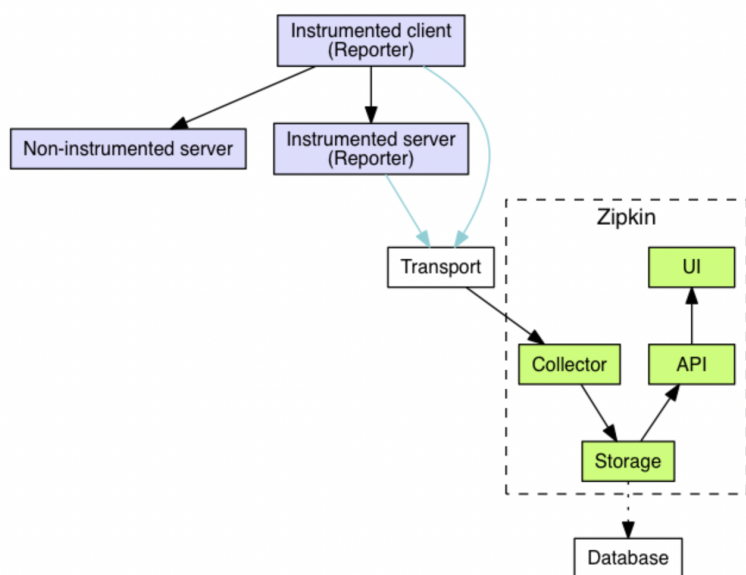 Instrumented client
(Reporter)
Non-instrumented server
Instrumented server
(Reporter)
Zipkin
Transport
UI
Collector
API
Storage
Database